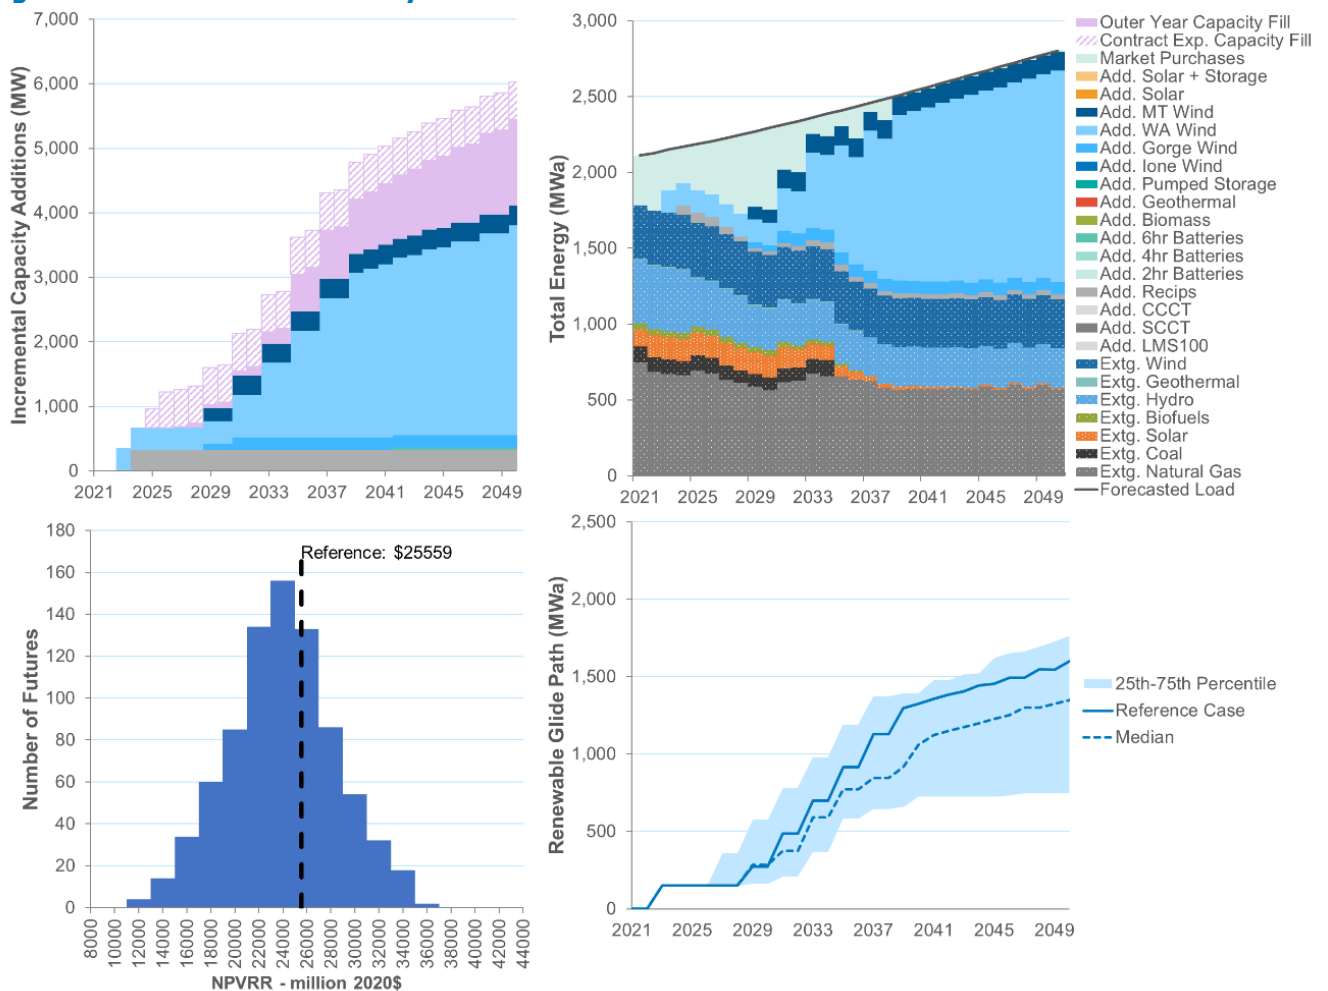 7,000
6,000
5,000
4,000
3,000
2,000
1,000
0
Incremental Capacity Additions (MW)
2021 2025 2029 2033 2037 2041 2045 2049
3,000
2,500
2,000
1,500
1,000
500
0
Total Energy (MWa)
2021 2025 2029 2033 2037 2041 2045 2049
Outer Year Capacity Fill
Contract Exp. Capacity Fill
Market Purchases
Add. Solar + Storage
Add. Solar
Add. MT Wind
Add. WA Wind
Add. Gorge Wind
Add. Ione Wind
Add. Pumped Storage
Add. Geothermal
Add. Biomass
Add. 6hr Batteries
Add. 4hr Batteries
Add. 2hr Batteries
Add. Recips
Add. CCCT
Add. SCCT
Add. LMS100
Extg. Wind
Extg. Geothermal
Extg. Hydro
Extg. Biofuels
Extg. Solar
Extg. Coal
Extg. Natural Gas
Forecasted Load
180
160
140
120
100
80
60
40
20
0
Number of Futures
Reference: $25559
8000 10000 12000 14000 16000 18000 20000 22000 24000 26000 28000 30000 32000 34000 36000 38000 40000 42000 44000
NPVRR - million 2020$
2,500
2,000
1,500
1,000
500
0
Renewable Glide Path (MWa)
2021 2025 2029 2033 2037 2041 2045 2049
25th-75th Percentile
Reference Case
Median